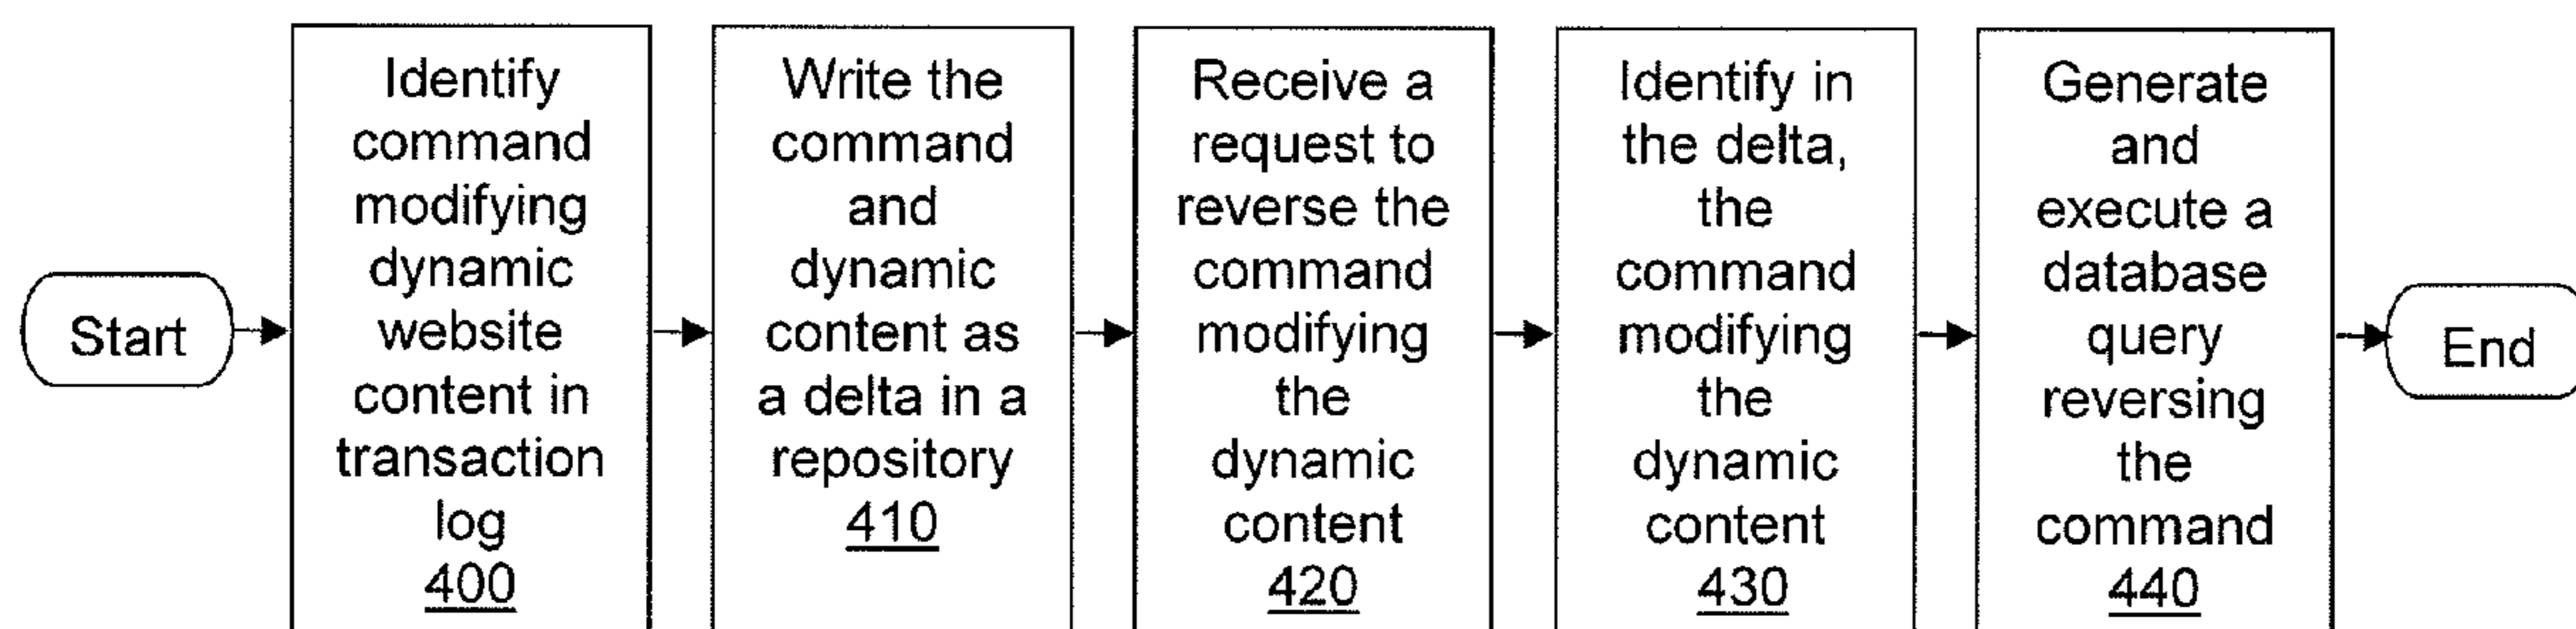 Start
Identify
command
modifying
dynamic
website
content in
transaction
log
400
Write the
command
and
dynamic
content as
a delta in a
repository
410
Receive a
request to
reverse the
command
modifying
the
dynamic
content
420
Identify in
the delta,
the
command
modifying
the
dynamic
content
430
Generate
and
execute a
database
query
reversing
the
command
440
End